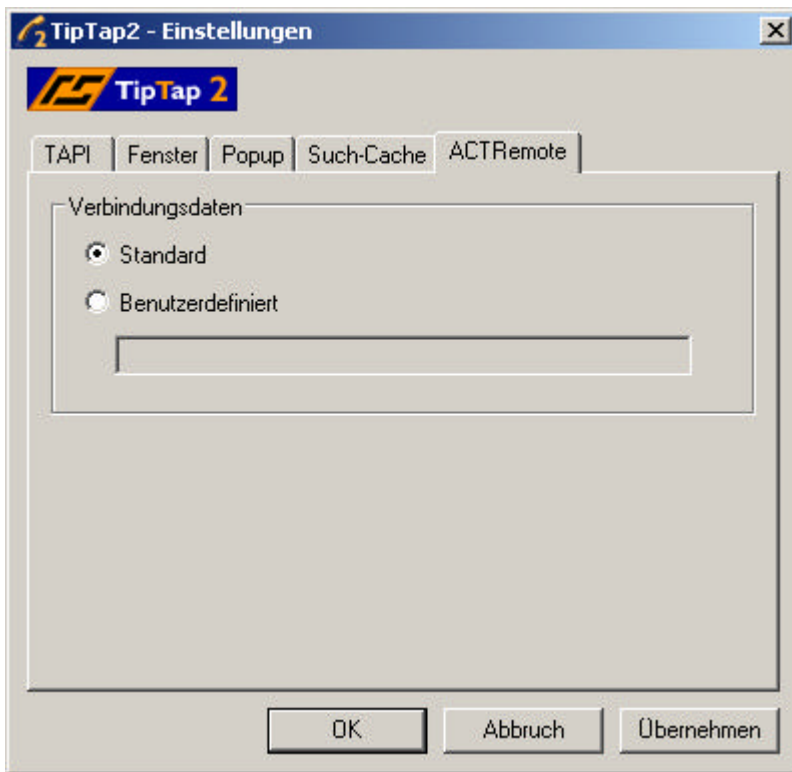 TipTap2 - Einstellungen
TipTap 2
TAPI Fenster Popup Such-Cache ACTRemote
Verbindungsdaten
Standard
Benutzerdefiniert
OK Abbruch Übernehmen